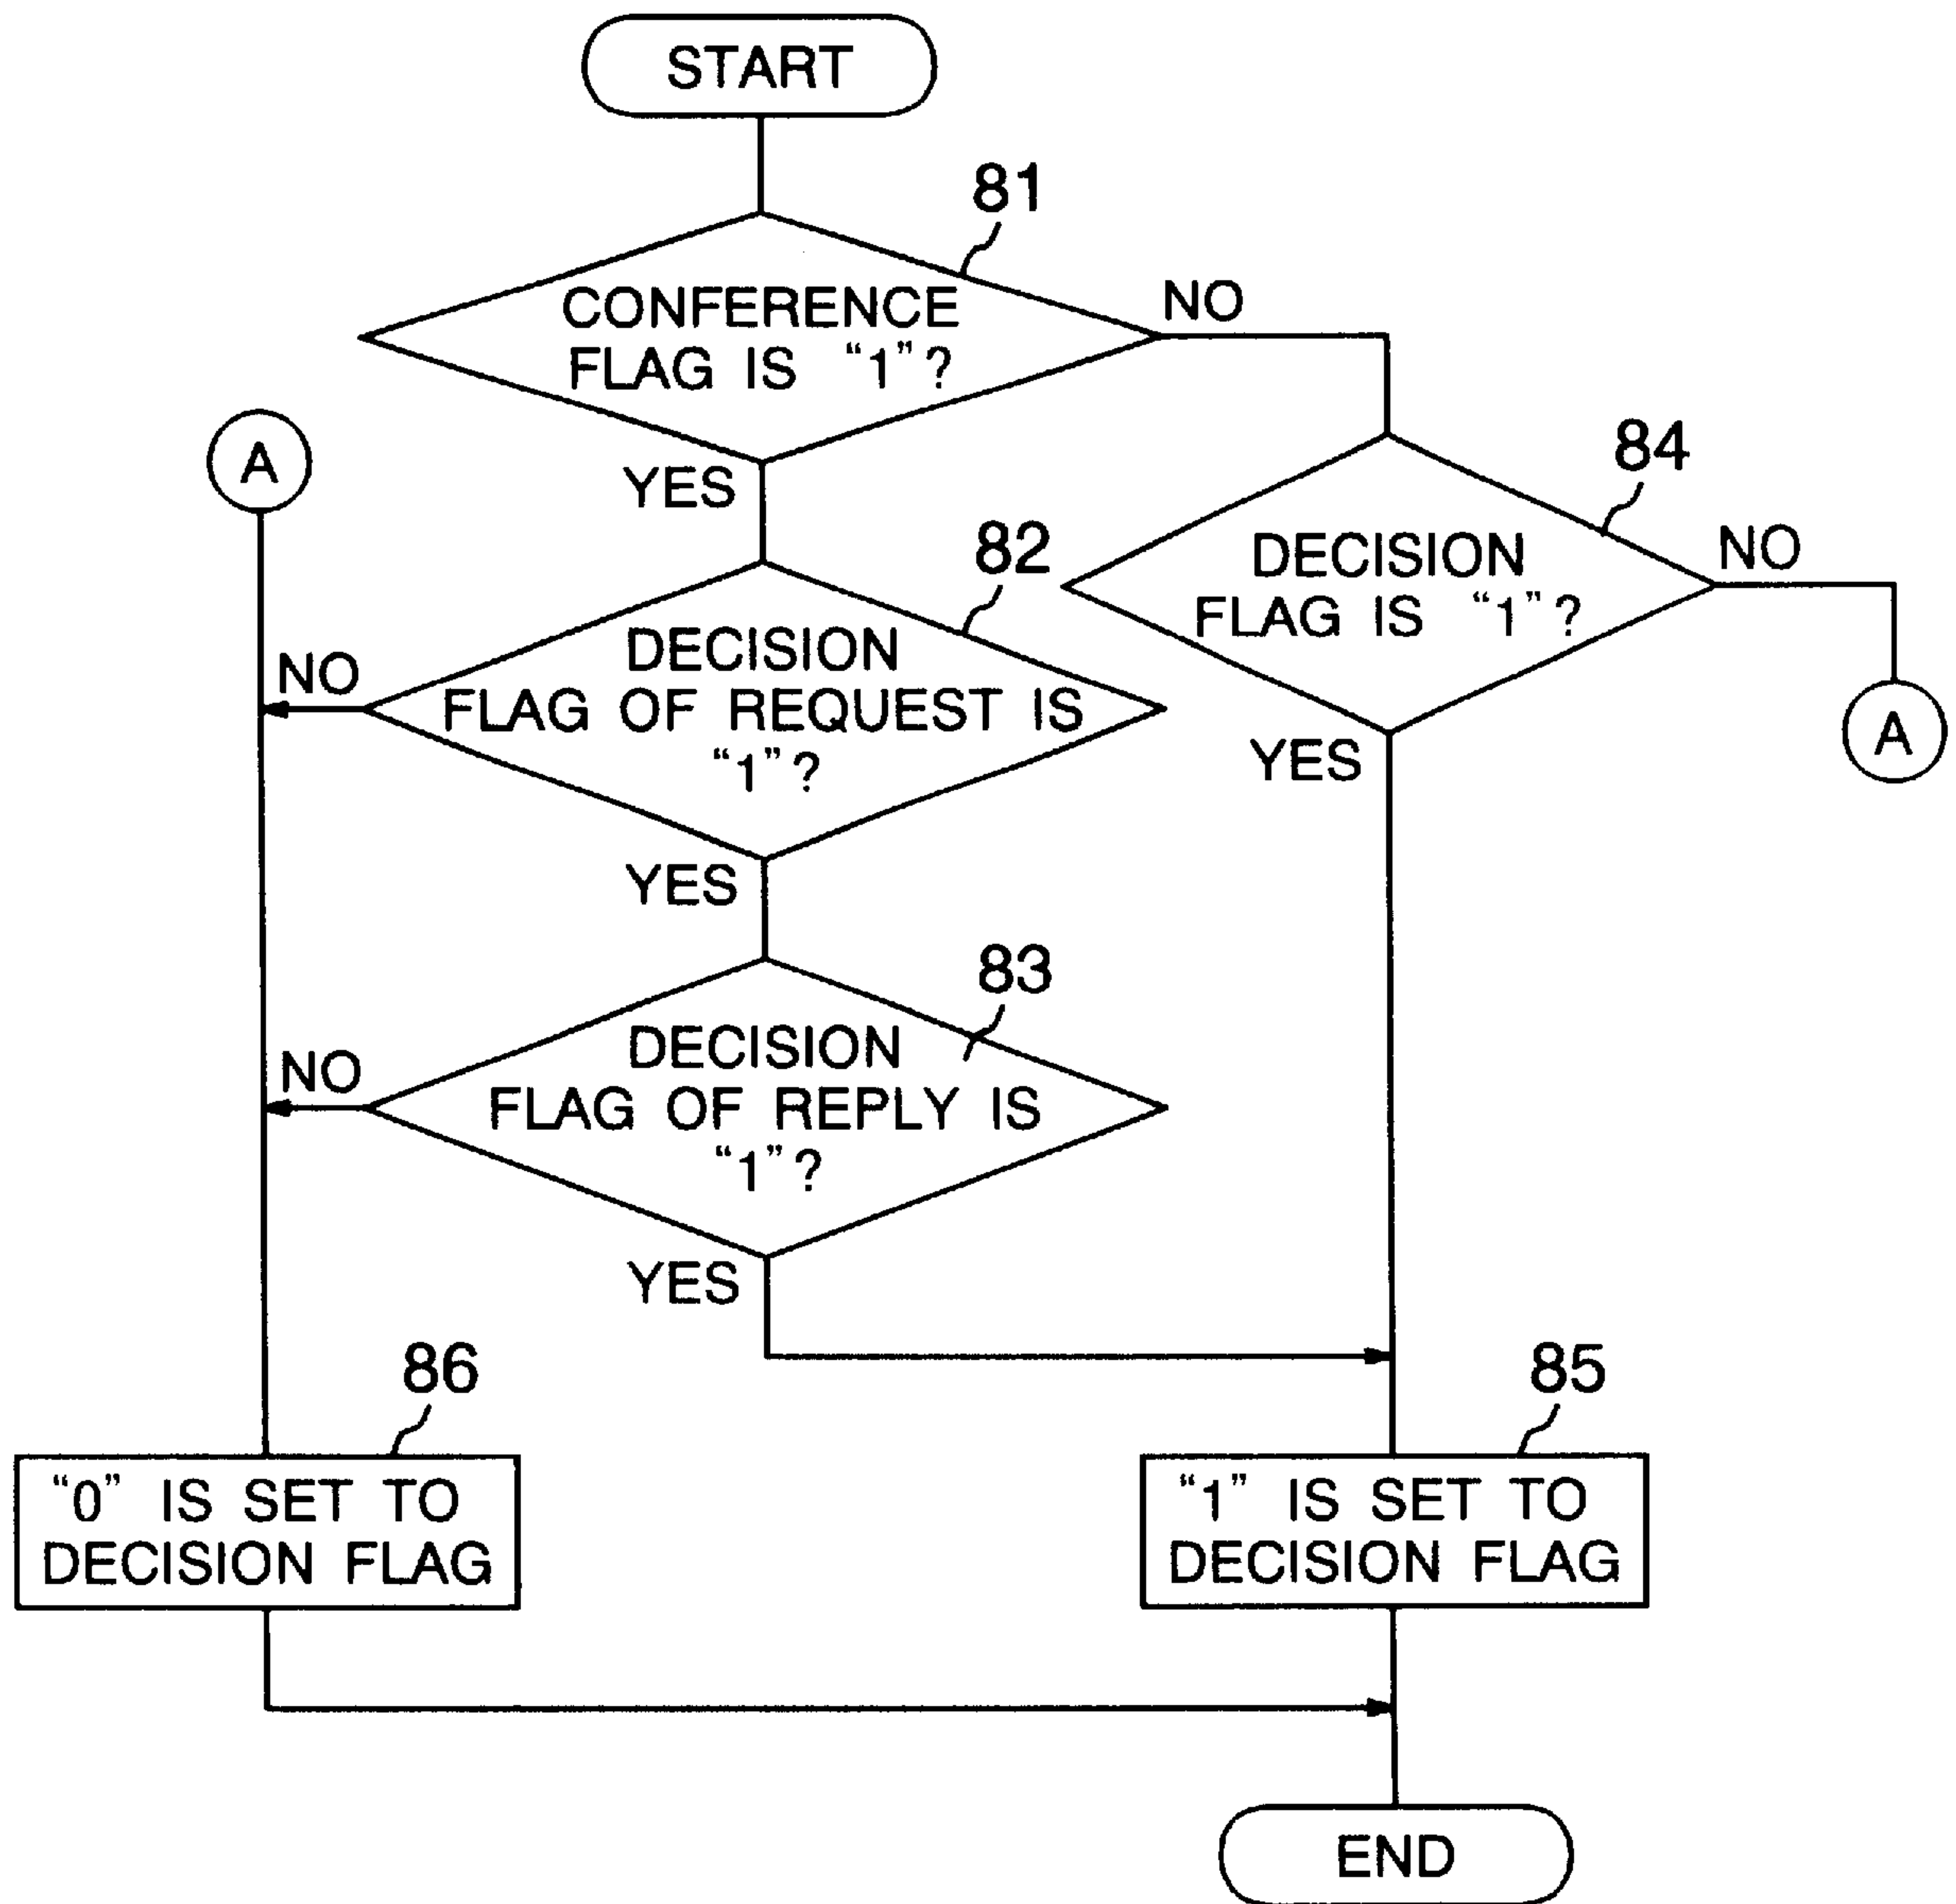 START
81
CONFERENCE
FLAG IS “1”?
NO
YES
A
84
DECISION
FLAG IS “1”?
NO
YES
A
82
DECISION
FLAG OF REQUEST IS
“1”?
NO
YES
83
DECISION
FLAG OF REPLY IS
“1”?
NO
YES
86
“0” IS SET TO
DECISION FLAG
85
“1” IS SET TO
DECISION FLAG
END